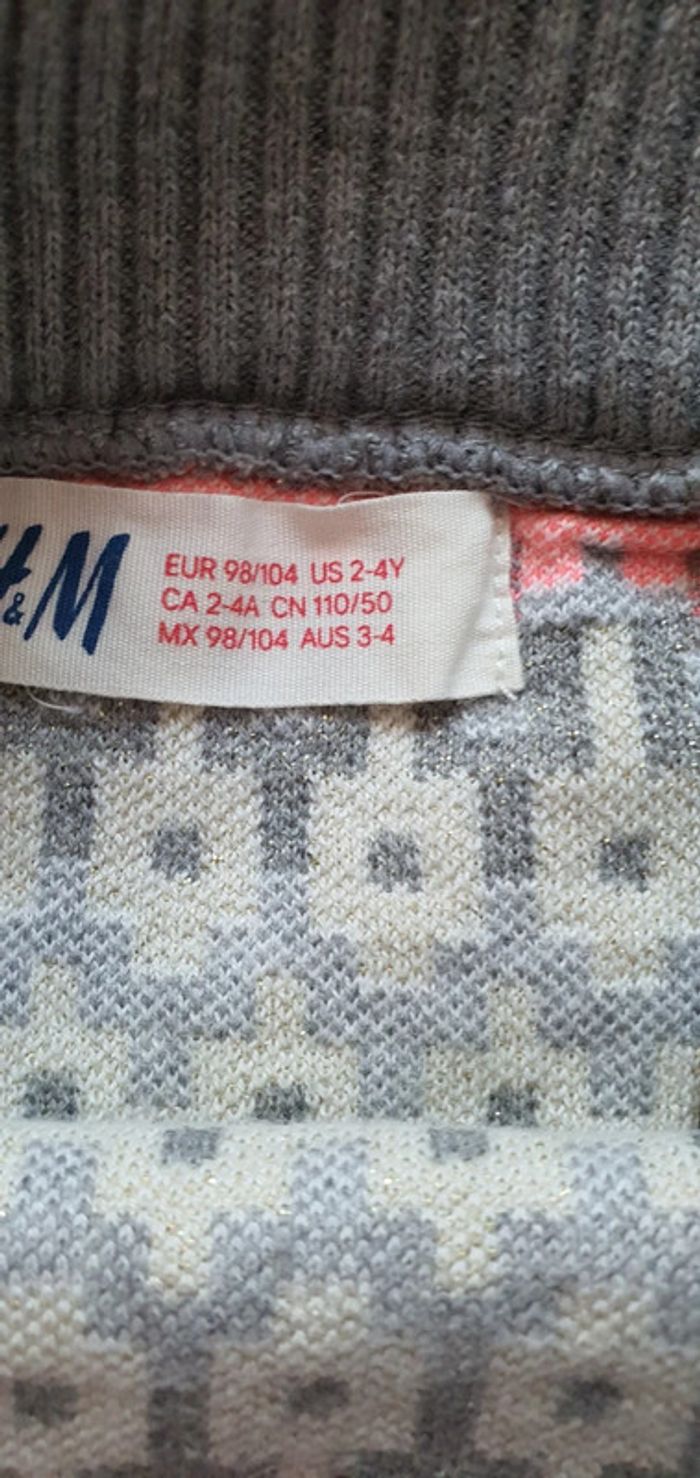 H&M
EUR 98/104 US 2-4Y
CA 2-4A CN 110/50
MX 98/104 AUS 3-4